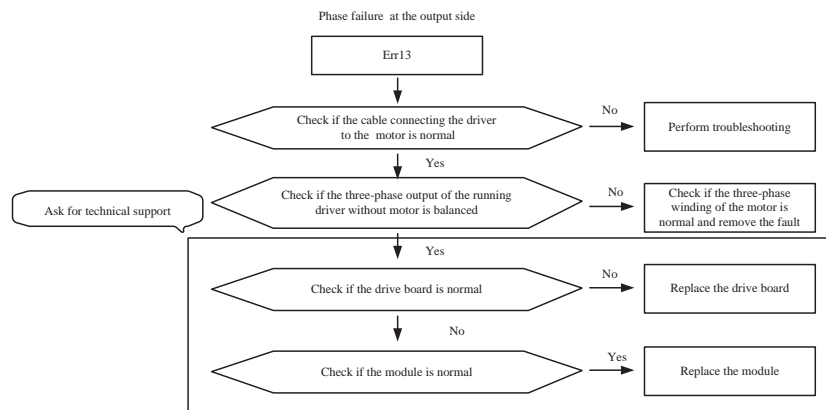 Phase failure at the output side
Err13
Check if the cable connecting the driver
to the motor is normal
No
Perform troubleshooting
Yes
Ask for technical support
Check if the three-phase output of the running
driver without motor is balanced
No
Check if the three-phase
winding of the motor is
normal and remove the fault
Yes
Check if the drive board is normal
No
Replace the drive board
No
Check if the module is normal
Yes
Replace the module